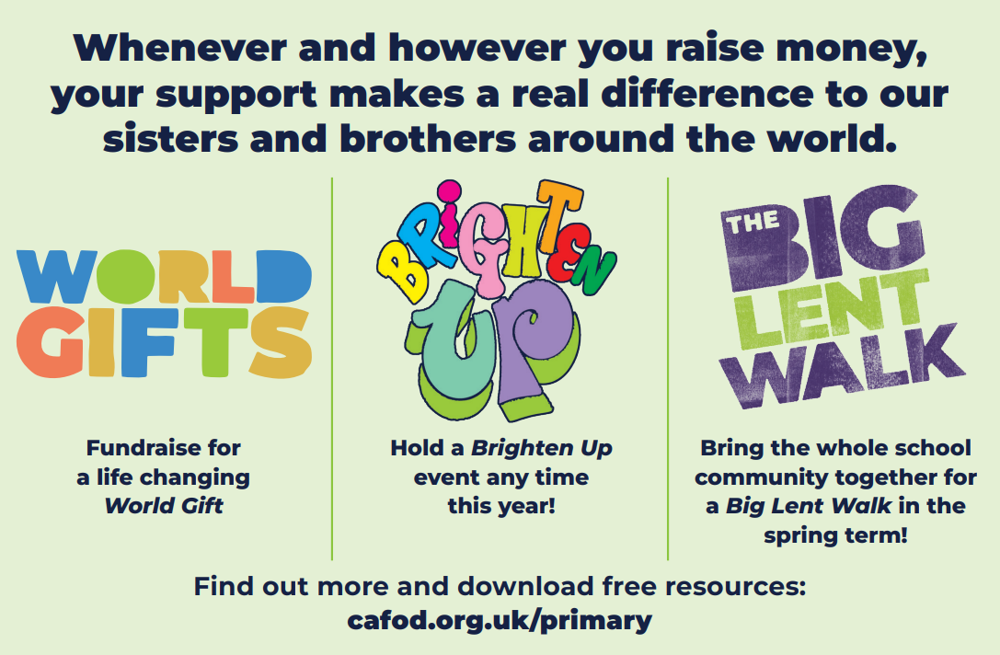 Whenever and however you raise money,
your support makes a real difference to our
sisters and brothers around the world.
WORLD
GIFTS
Fundraise for
a life changing
World Gift
BRiGHTEN
UP
Hold a Brighten Up
event any time
this year!
THE BIG
LENT
WALK
Bring the whole school
community together for
a Big Lent Walk in the
spring term!
Find out more and download free resources:
cafod.org.uk/primary